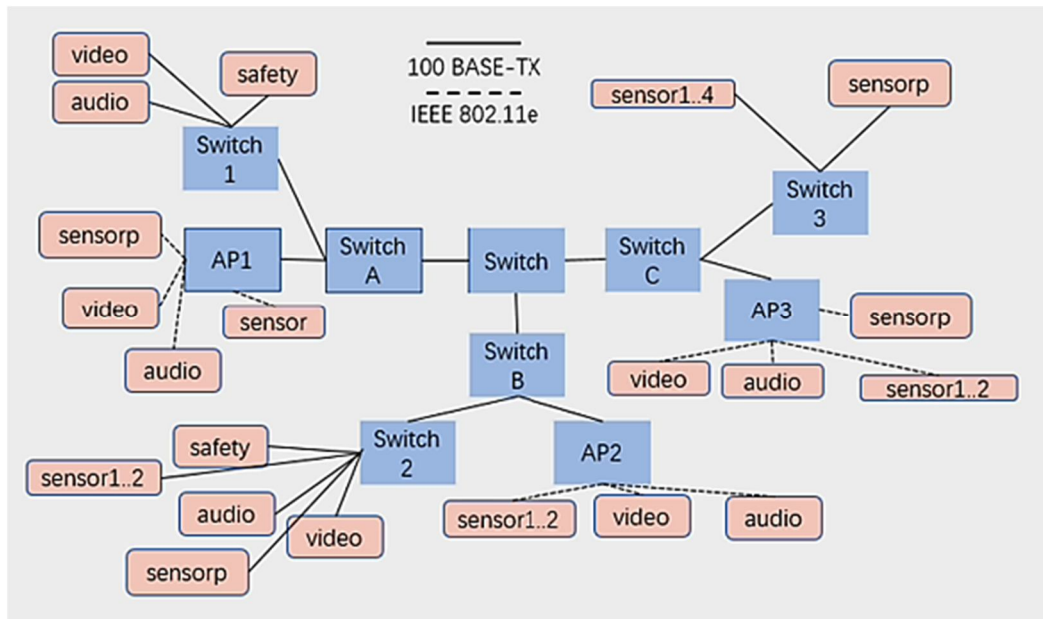 video
safety
audio
100 BASE-TX
IEEE 802.11e
sensor1..4
sensorp
Switch
1
Switch
3
sensorp
AP1
Switch
A
Switch
Switch
C
video
sensor
audio
AP3
sensorp
Switch
B
video
audio
sensor1..2
safety
sensor1..2
audio
video
sensorp
Switch
2
AP2
sensor1..2
video
audio